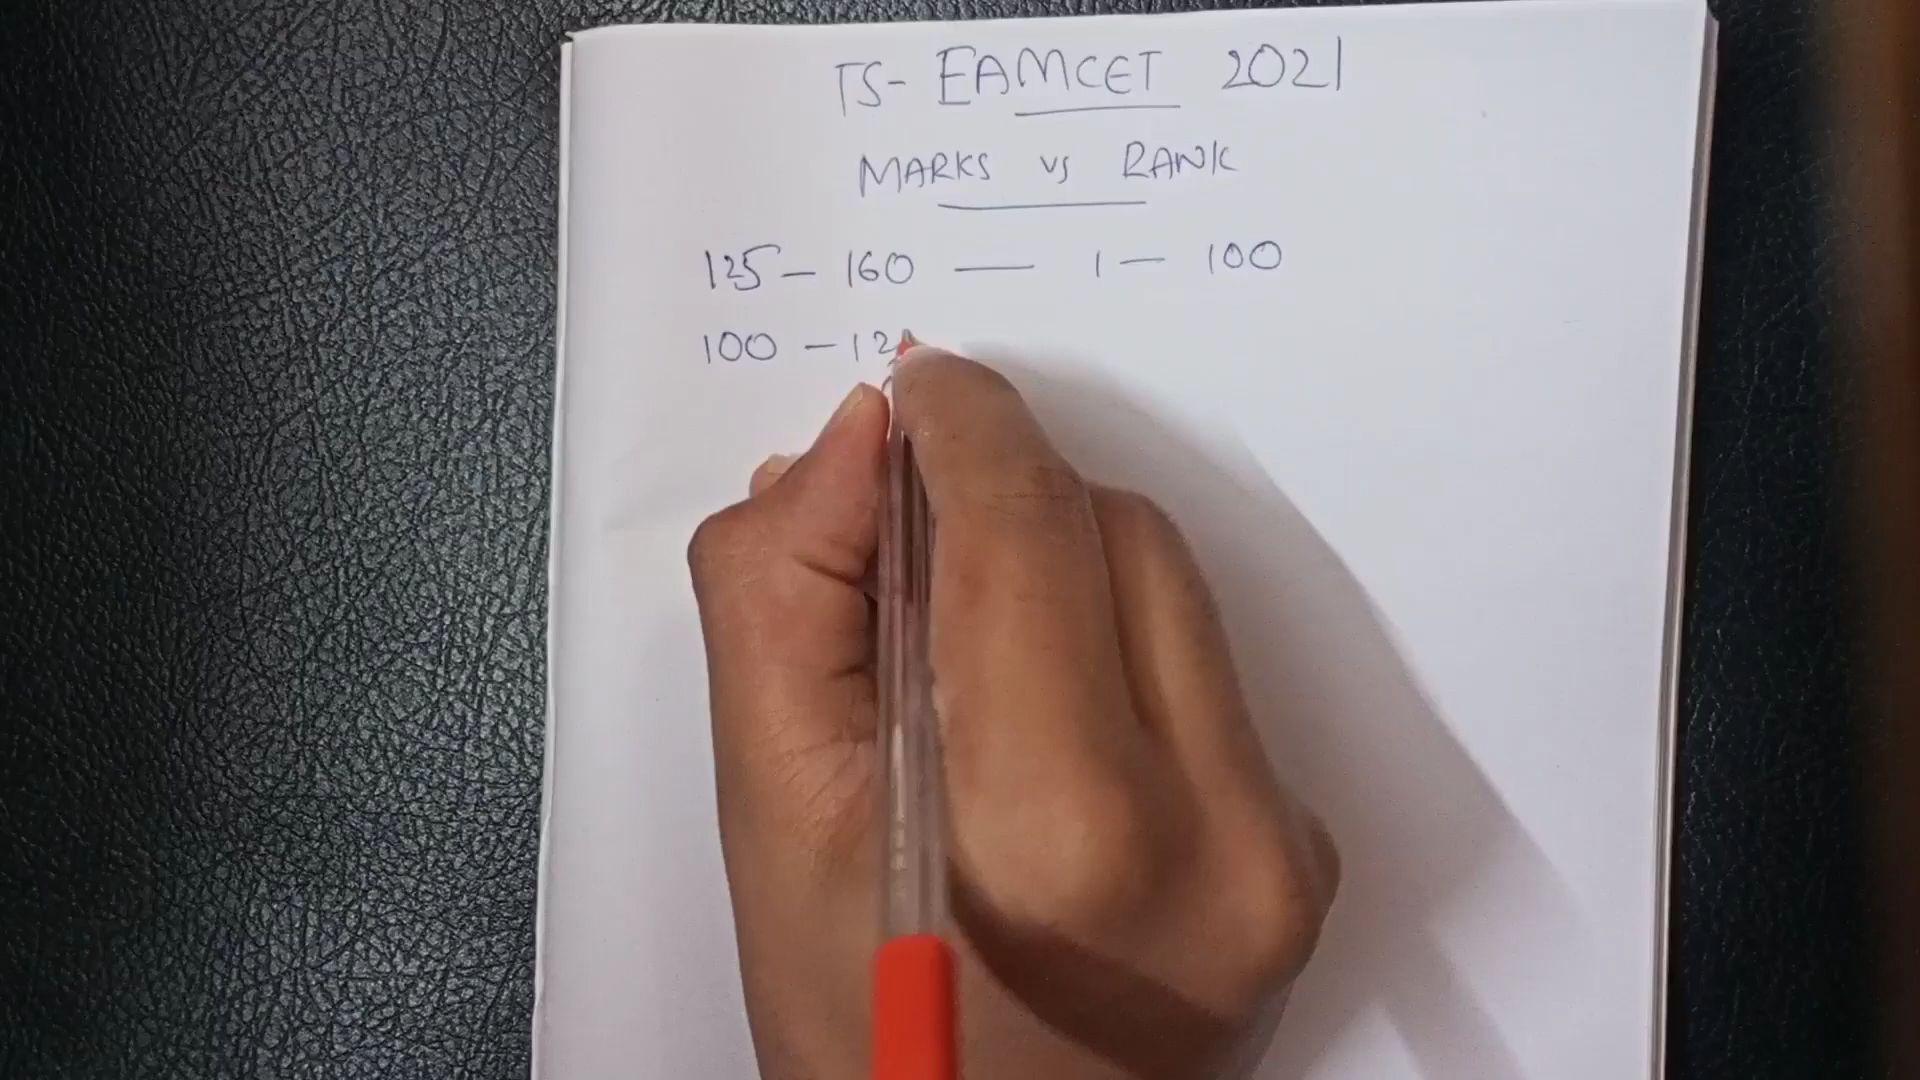 TS- EAMCET 2021
MARKS vs RANK
125 - 160 — 1 — 100
100 - 12